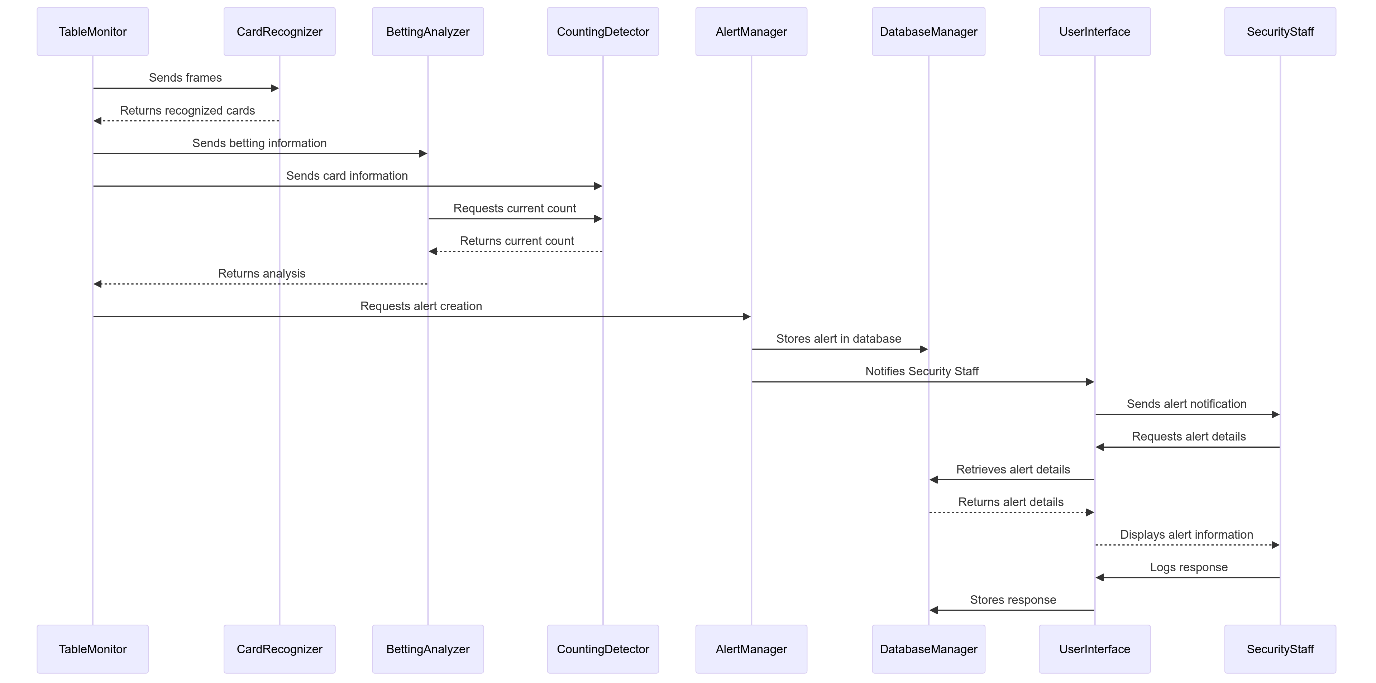 TableMonitor
CardRecognizer
BettingAnalyzer
CountingDetector
AlertManager
DatabaseManager
UserInterface
SecurityStaff
Sends frames
Returns recognized cards
Sends betting information
Sends card information
Requests current count
Returns current count
Returns analysis
Requests alert creation
Stores alert in database
Notifies Security Staff
Sends alert notification
Requests alert details
Retrieves alert details
Returns alert details
Displays alert information
Logs response
Stores response
TableMonitor
CardRecognizer
BettingAnalyzer
CountingDetector
AlertManager
DatabaseManager
UserInterface
SecurityStaff